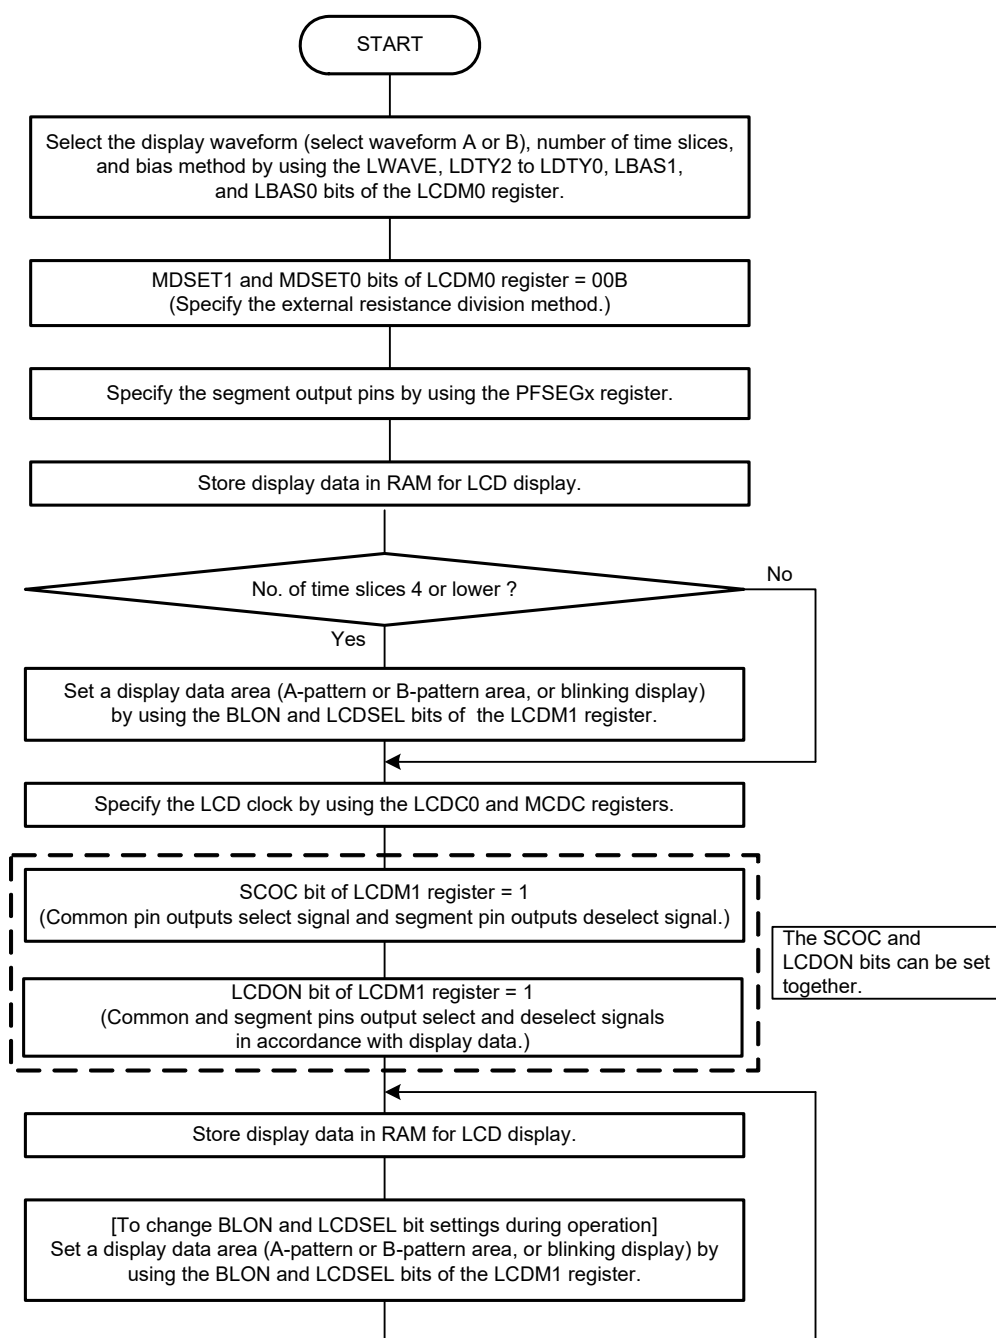 START
Select the display waveform (select waveform A or B), number of time slices,
and bias method by using the LWAVE, LDTY2 to LDTY0, LBAS1,
and LBAS0 bits of the LCDM0 register.
MDSET1 and MDSET0 bits of LCDM0 register = 00B
(Specify the external resistance division method.)
Specify the segment output pins by using the PFSEGx register.
Store display data in RAM for LCD display.
No. of time slices 4 or lower ?
No
Yes
Set a display data area (A-pattern or B-pattern area, or blinking display)
by using the BLON and LCDSEL bits of the LCDM1 register.
Specify the LCD clock by using the LCDC0 and MCDC registers.
SCOC bit of LCDM1 register = 1
(Common pin outputs select signal and segment pin outputs deselect signal.)
The SCOC and
LCDON bits can be set
together.
LCDON bit of LCDM1 register = 1
(Common and segment pins output select and deselect signals
in accordance with display data.)
Store display data in RAM for LCD display.
[To change BLON and LCDSEL bit settings during operation]
Set a display data area (A-pattern or B-pattern area, or blinking display) by
using the BLON and LCDSEL bits of the LCDM1 register.